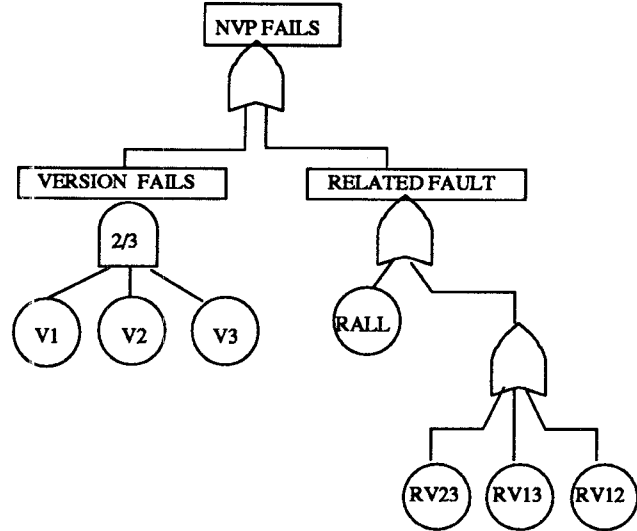 NVP FAILS
VERSION FAILS
RELATED FAULT
2/3
V1
V2
V3
RALL
RV23
RV13
RV12